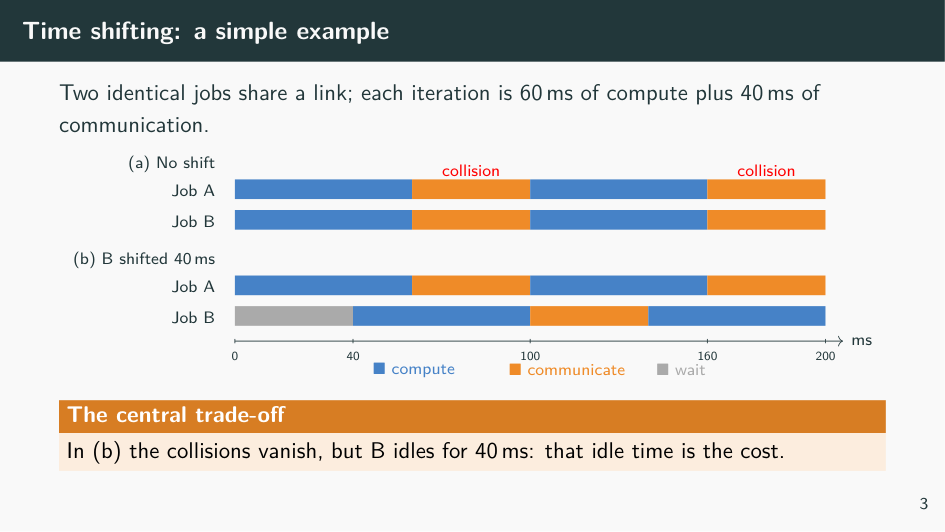 Time shifting: a simple example
Two identical jobs share a link; each iteration is 60 ms of compute plus 40 ms of
communication.
(a) No shift
collision collision
Job A
Job B
(b) B shifted 40 ms
Job A
Job B
ms
0 40 100 160 200
compute communicate wait
The central trade-off
In (b) the collisions vanish, but B idles for 40 ms: that idle time is the cost.
3